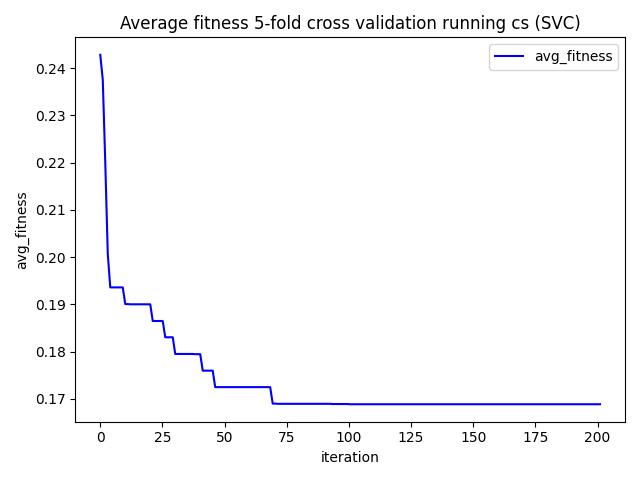 Average fitness 5-fold cross validation running cs (SVC)
avg_fitness
0.24
0.23
0.22
0.21
0.20
0.19
0.18
0.17
avg_fitness
0 25 50 75 100 125 150 175 200
iteration